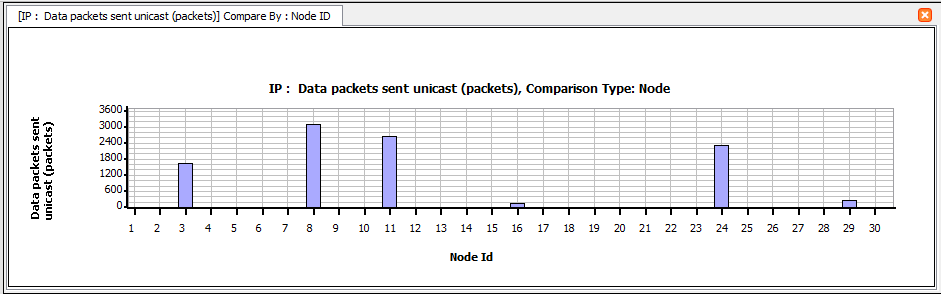 [IP :  Data packets sent unicast (packets)] Compare By : Node ID
IP :  Data packets sent unicast (packets), Comparison Type: Node
Data packets sent
unicast (packets)
3600
3000
2400
1800
1200
600
0
1 2 3 4 5 6 7 8 9 10 11 12 13 14 15 16 17 18 19 20 21 22 23 24 25 26 27 28 29 30
Node Id